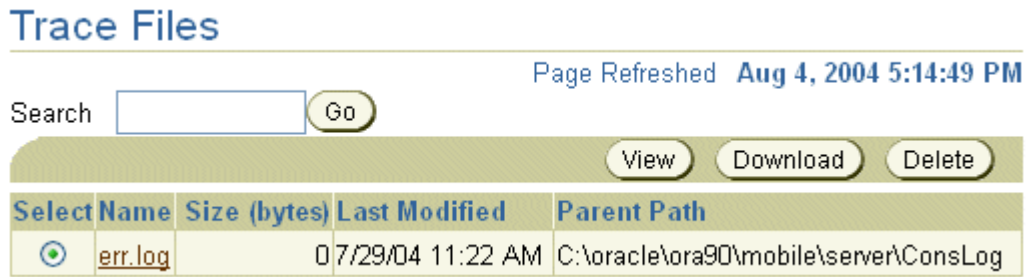 Trace Files
Page Refreshed Aug 4, 2004 5:14:49 PM
Search Go
View Download Delete
Select Name Size (bytes) Last Modified Parent Path
err.log 0 7/29/04 11:22 AM C:\oracle\ora90\mobile\server\ConsLog